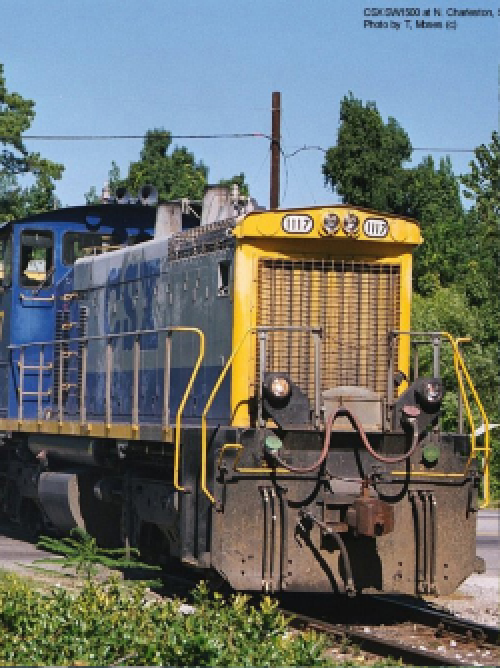 CSX SW1500 at N. Charleston, S
Photo by T, Moses (c)
1117 1117
CSX